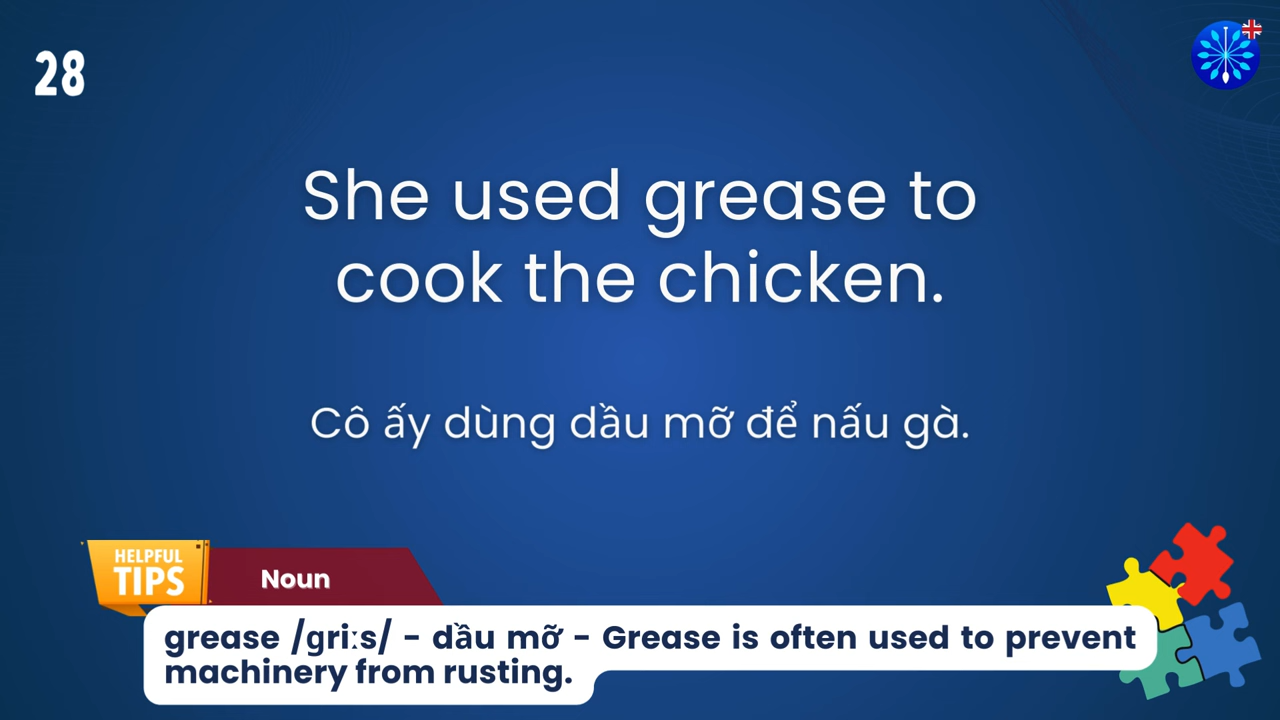 28
She used grease to
cook the chicken.
Cô ấy dùng dầu mỡ để nấu gà.
HELPFUL
TIPS
Noun
grease /ɡriːs/ - dầu mỡ - Grease is often used to prevent
machinery from rusting.